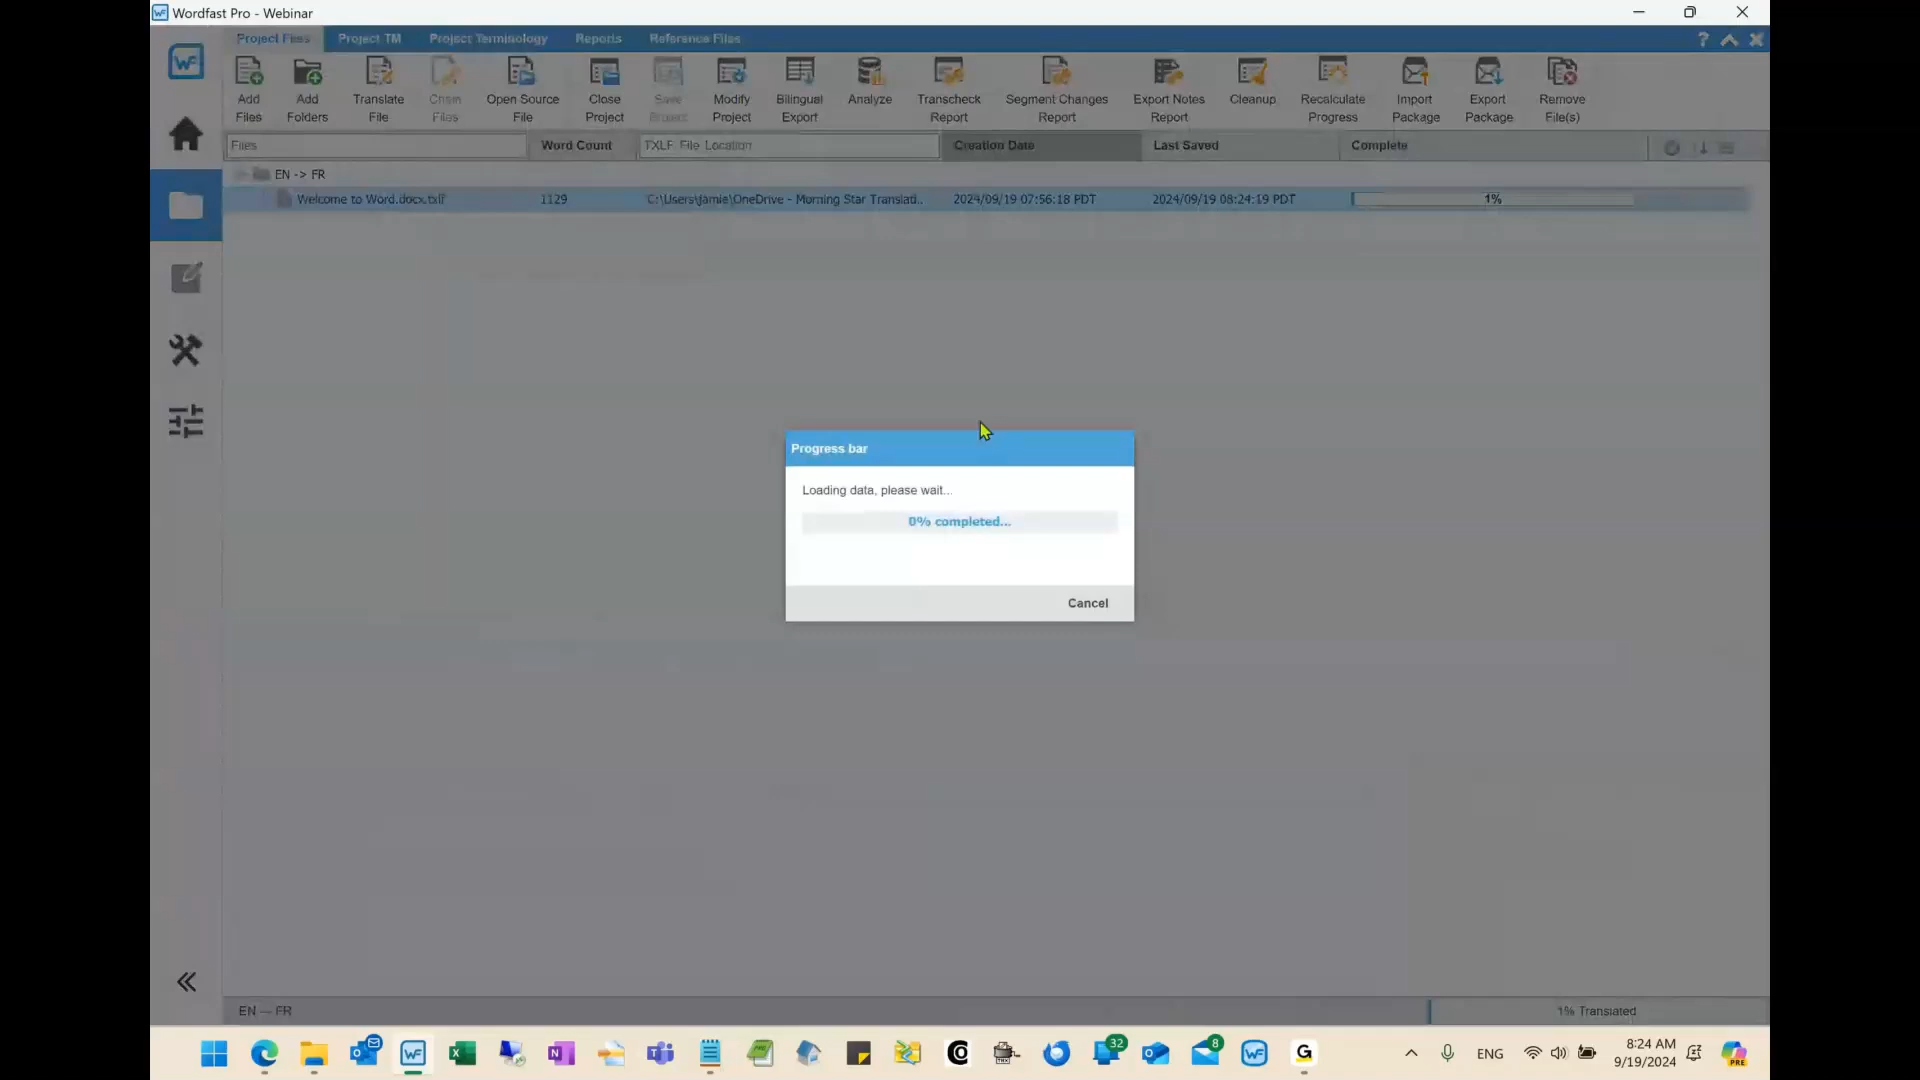 Wordfast Pro - Webinar
Project Files Project TM Project Terminology Reports Reference Files
Add Files
Add Folders
Translate File
Chain Files
Open Source File
Close Project
Save Project
Modify Project
Bilingual Export
Analyze
Transcheck Report
Segment Changes Report
Export Notes Report
Cleanup
Recalculate Progress
Import Package
Export Package
Remove File(s)
Files Word Count TXLF File Location Creation Date Last Saved Complete
EN -> FR
Welcome to Word.docx.txlf 1129 C:\Users\jamie\OneDrive - Morning Star Translati.. 2024/09/19 07:56:18 PDT 2024/09/19 08:24:19 PDT 1%
Progress bar
Loading data, please wait...
0% completed...
Cancel
EN — FR 1% Translated
32
8
ENG
8:24 AM
9/19/2024
PRE